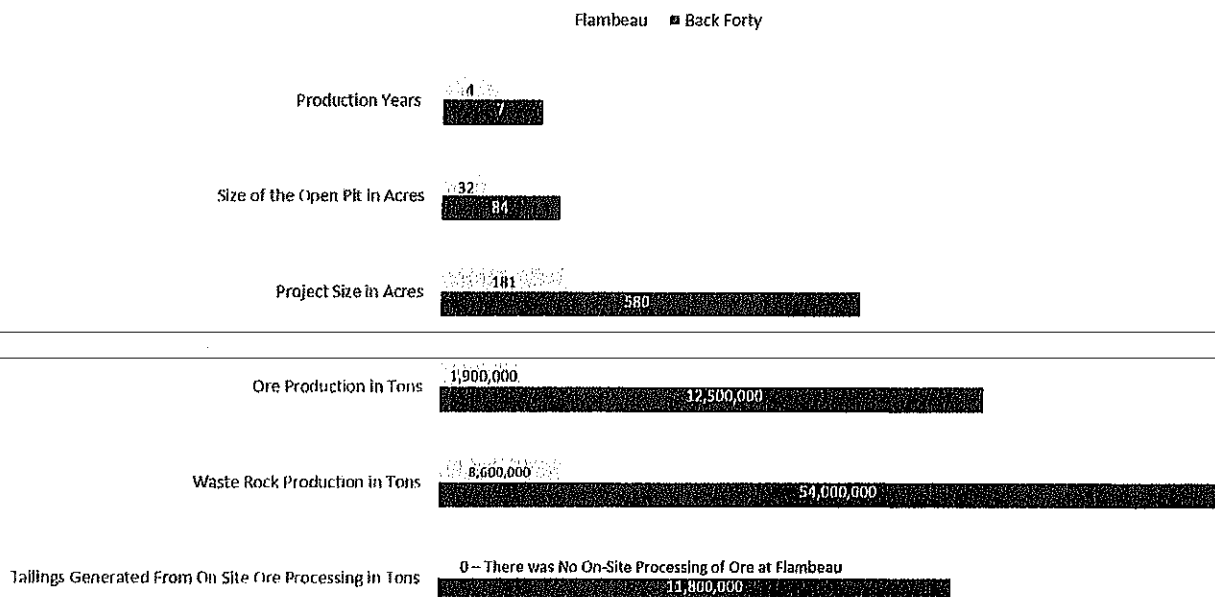 Flambeau Back Forty
Production Years
4
7
Size of the Open Pit in Acres
32
84
Project Size in Acres
181
580
Ore Production in Tons
1,900,000
12,500,000
Waste Rock Production in Tons
8,600,000
54,000,000
Tailings Generated From On Site Ore Processing in Tons
0 – There was No On-Site Processing of Ore at Flambeau
11,800,000